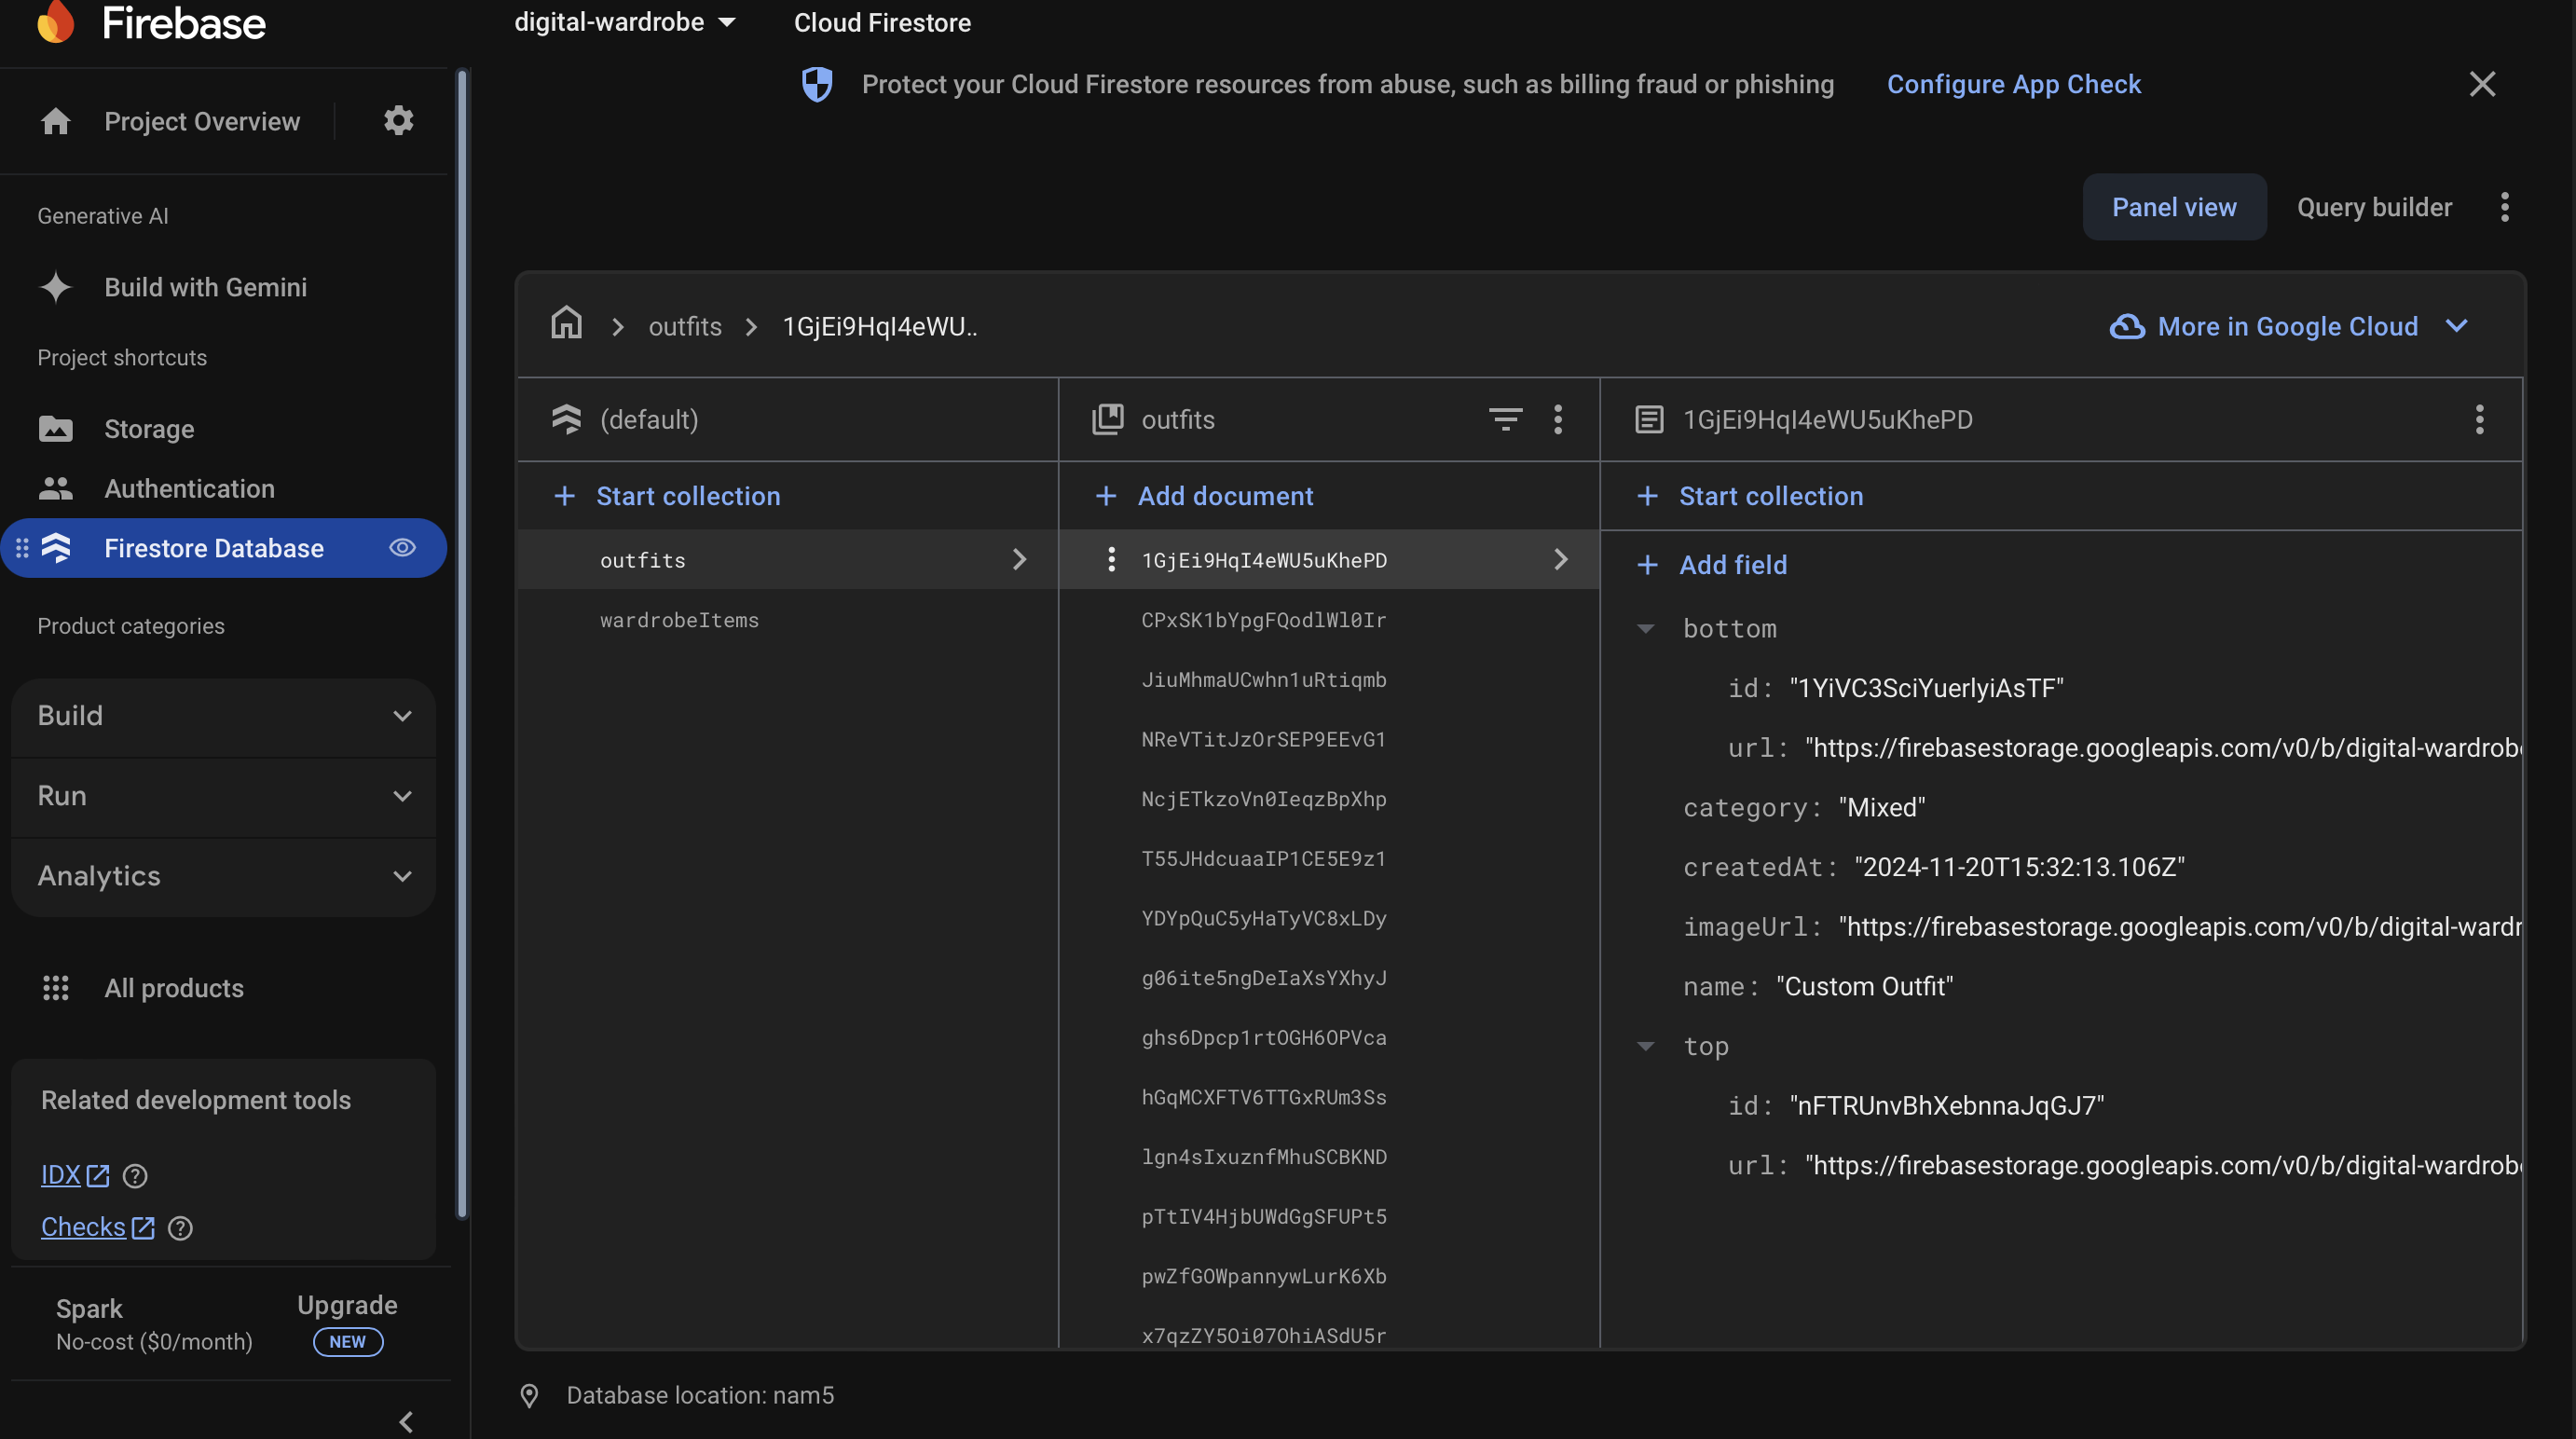 Firebase
digital-wardrobe
Cloud Firestore
Protect your Cloud Firestore resources from abuse, such as billing fraud or phishing
Configure App Check
Project Overview
Generative AI
Build with Gemini
Project shortcuts
Storage
Authentication
Firestore Database
Product categories
Build
Run
Analytics
All products
Related development tools
IDX
Checks
Spark
No-cost ($0/month)
Upgrade
NEW
Panel view
Query builder
outfits
1GjEi9HqI4eWU..
More in Google Cloud
(default)
Start collection
outfits
wardrobeItems
outfits
Add document
1GjEi9HqI4eWU5uKhePD
CPxSK1bYpgFQodlWl0Ir
JiuMhmaUCwhn1uRtiqmb
NReVTitJzOrSEP9EEvG1
NcjETkzoVn0IeqzBpXhp
T55JHdcuaaIP1CE5E9z1
YDYpQuC5yHaTyVC8xLDy
g06ite5ngDeIaXsYXhyJ
ghs6Dpcp1rtOGH6OPVca
hGqMCXFTV6TTGxRUm3Ss
lgn4sIxuznfMhuSCBKND
pTtIV4HjbUWdGgSFUPt5
pwZfGOWpannywLurK6Xb
x7qzZY5Oi07OhiASdU5r
1GjEi9HqI4eWU5uKhePD
Start collection
Add field
bottom
id: "1YiVC3SciYuerlyiAsTF"
url: "https://firebasestorage.googleapis.com/v0/b/digital-wardrob
category: "Mixed"
createdAt: "2024-11-20T15:32:13.106Z"
imageUrl: "https://firebasestorage.googleapis.com/v0/b/digital-wardr
name: "Custom Outfit"
top
id: "nFTRUnvBhXebnnaJqGJ7"
url: "https://firebasestorage.googleapis.com/v0/b/digital-wardrob
Database location: nam5